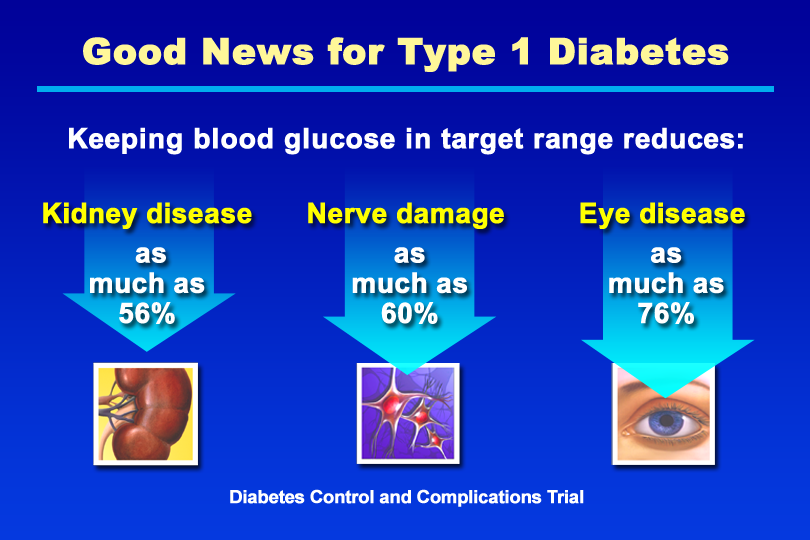 Good News for Type 1 Diabetes
Keeping blood glucose in target range reduces:
Kidney disease
as
much as
56%
Nerve damage
as
much as
60%
Eye disease
as
much as
76%
Diabetes Control and Complications Trial